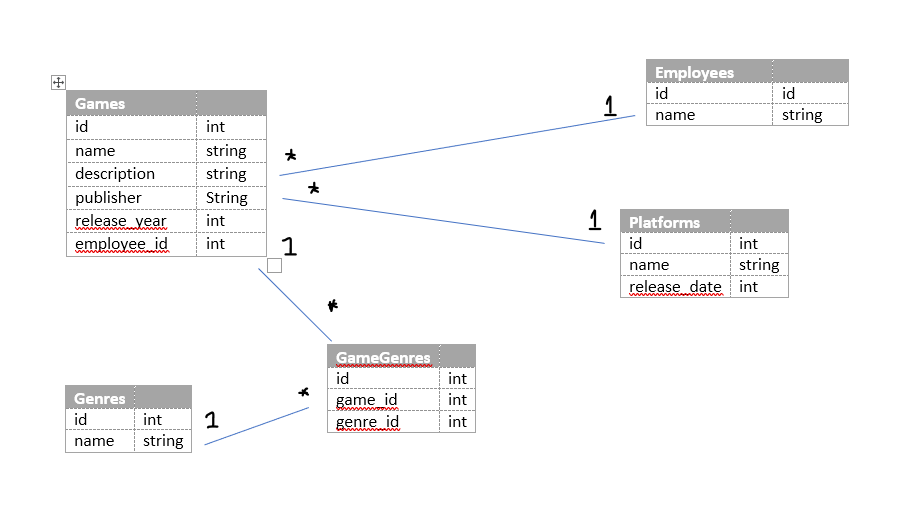 Games
id int
name string
description string
publisher String
release_year int
employee_id int
Employees
id id
name string
Platforms
id int
name string
release_date int
GameGenres
id int
game_id int
genre_id int
Genres
id int
name string
* 1
* 1
1 *
1 *